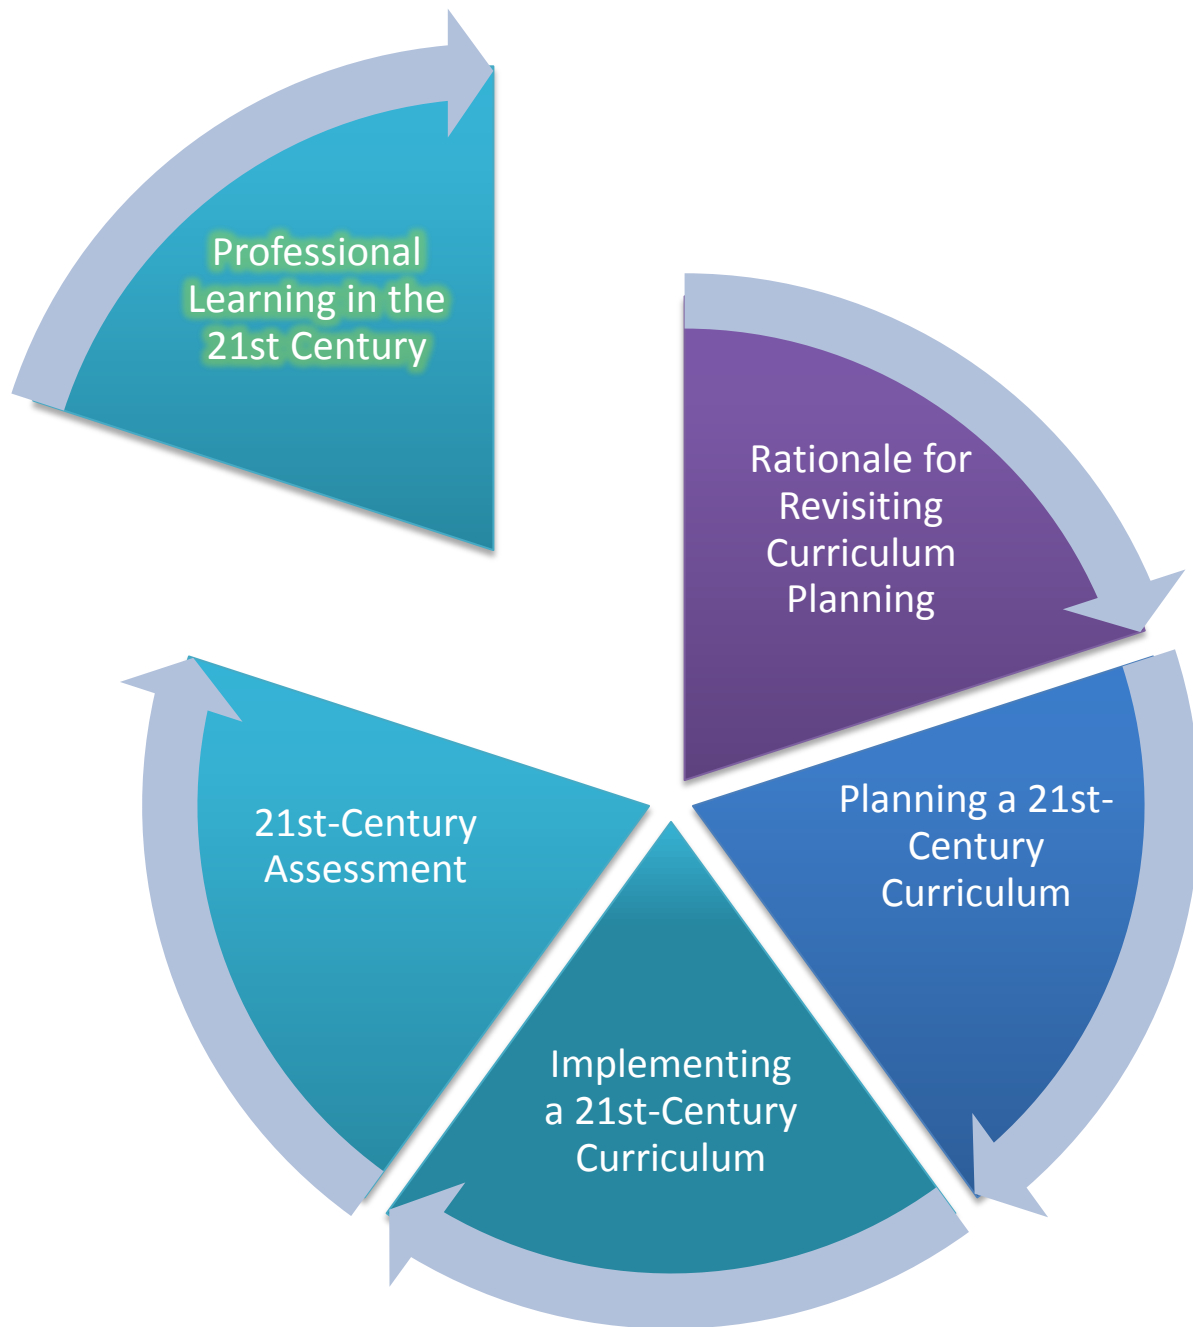 Professional
Learning in the
21st Century
Rationale for
Revisiting
Curriculum
Planning
Planning a 21st-
Century
Curriculum
Implementing
a 21st-Century
Curriculum
21st-Century
Assessment